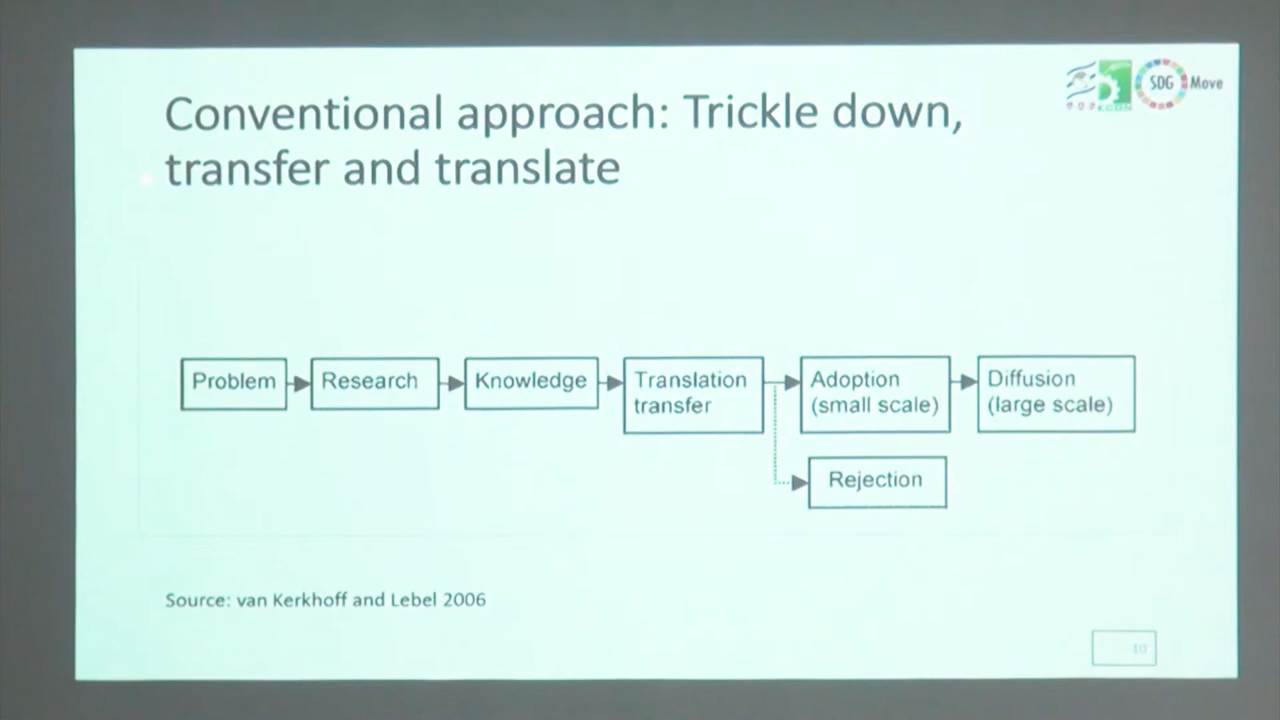 Conventional approach: Trickle down,
transfer and translate
SDG Move
Problem
Research
Knowledge
Translation
transfer
Adoption
(small scale)
Diffusion
(large scale)
Rejection
Source: van Kerkhoff and Lebel 2006
10